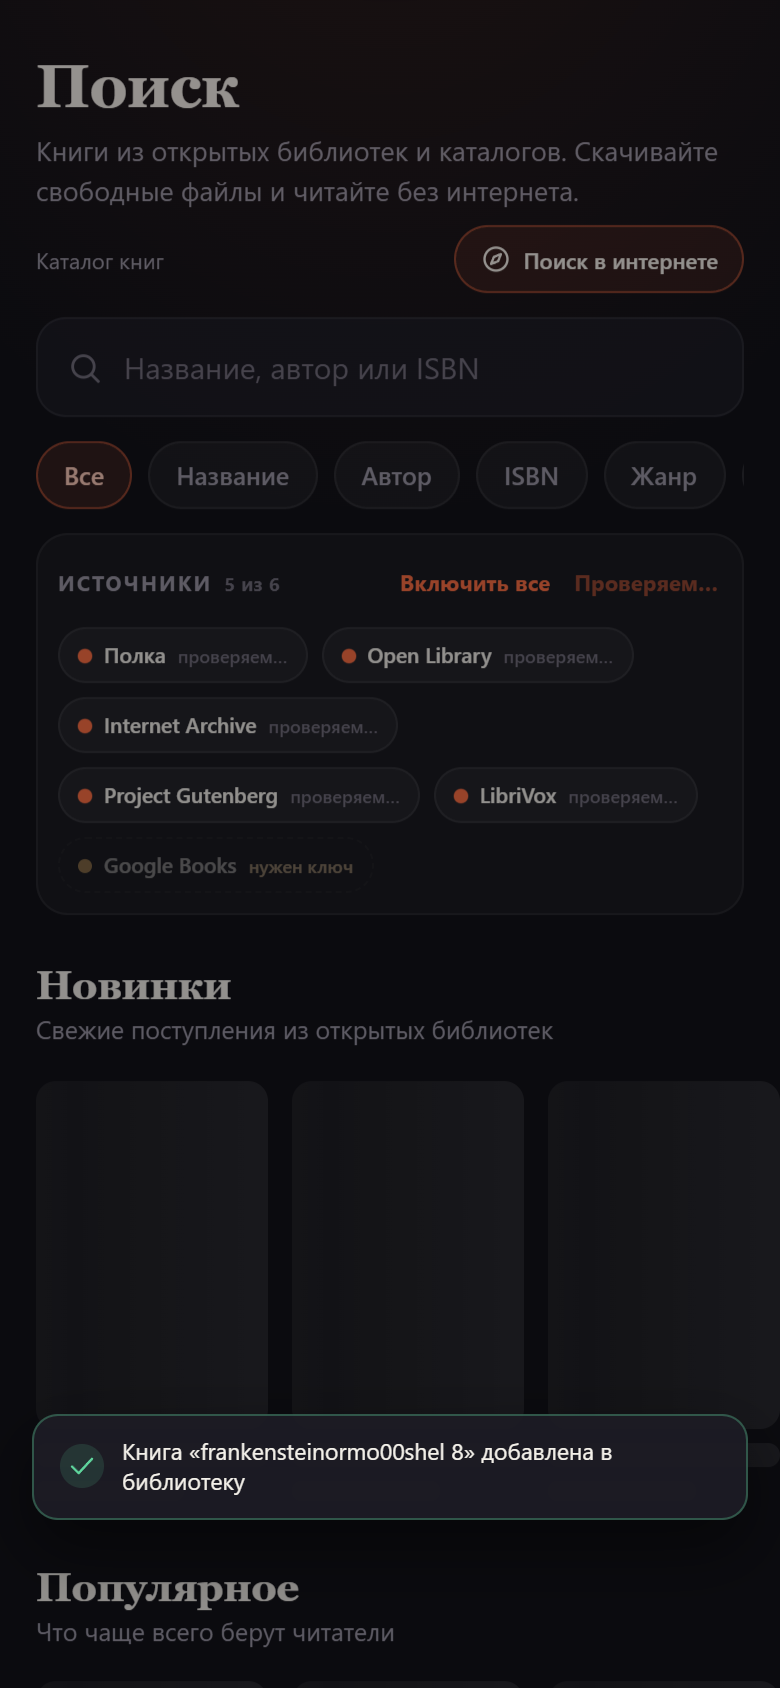 Поиск
Книги из открытых библиотек и каталогов. Скачивайте
свободные файлы и читайте без интернета.
Каталог книг
Поиск в интернете
Название, автор или ISBN
Все Название Автор ISBN Жанр
ИСТОЧНИКИ 5 из 6 Включить все Проверяем...
Полка проверяем... Open Library проверяем...
Internet Archive проверяем...
Project Gutenberg проверяем... LibriVox проверяем...
Google Books нужен ключ
Новинки
Свежие поступления из открытых библиотек
Книга «frankensteinormo00shel 8» добавлена в
библиотеку
Популярное
Что чаще всего берут читатели